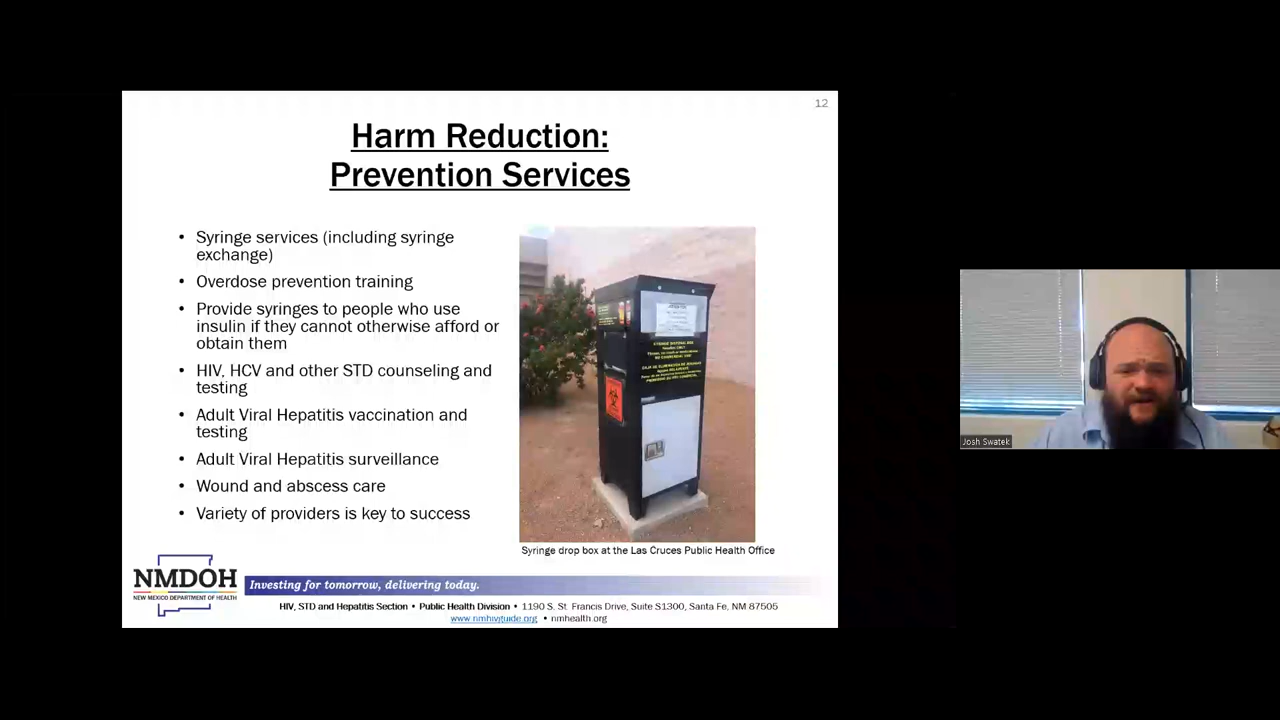 12
Harm Reduction:
Prevention Services
• Syringe services (including syringe
exchange)
• Overdose prevention training
• Provide syringes to people who use
insulin if they cannot otherwise afford or
obtain them
• HIV, HCV and other STD counseling and
testing
• Adult Viral Hepatitis vaccination and
testing
• Adult Viral Hepatitis surveillance
• Wound and abscess care
• Variety of providers is key to success
Syringe drop box at the Las Cruces Public Health Office
NMDOH
NEW MEXICO DEPARTMENT OF HEALTH
Investing for tomorrow, delivering today.
HIV, STD and Hepatitis Section • Public Health Division • 1190 S. St. Francis Drive, Suite S1300, Santa Fe, NM 87505
www.nmhivguide.org • nmhealth.org
Josh Swatek